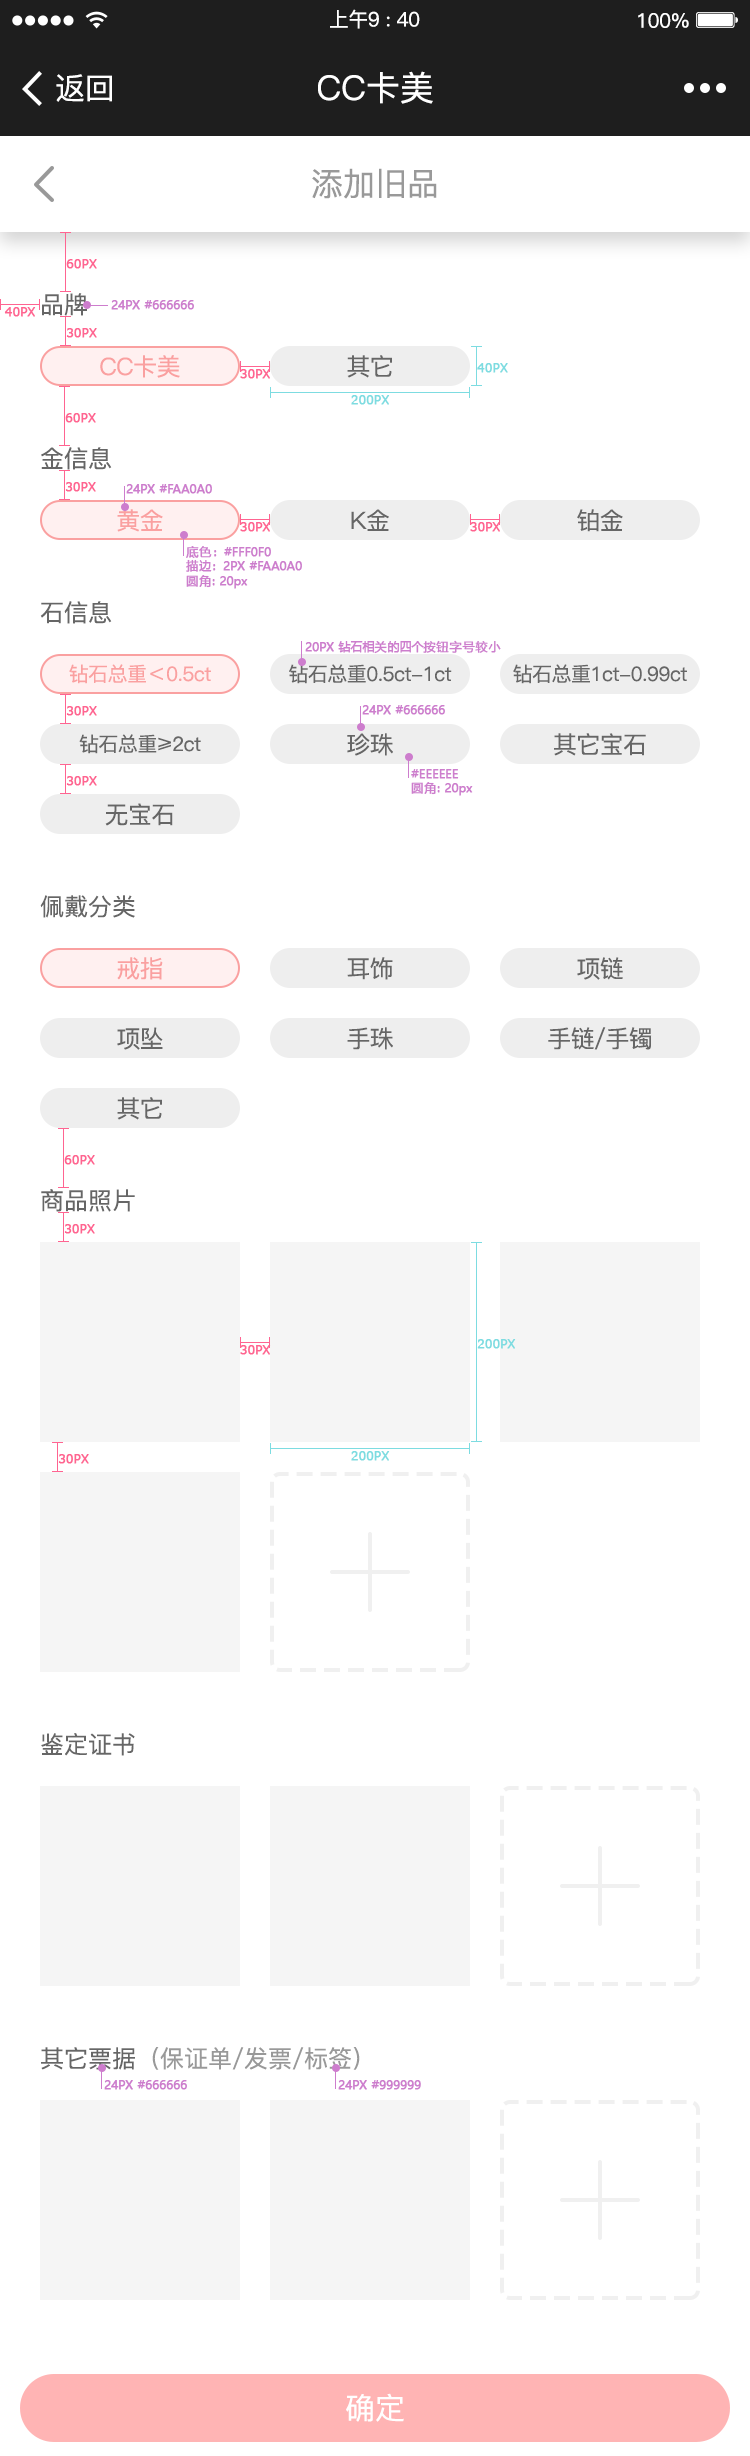 上午9 : 40
100%
返回
CC卡美
添加旧品
60PX
40PX
品牌
24PX #666666
30PX
CC卡美
30PX
其它
40PX
200PX
60PX
金信息
30PX
24PX #FAA0A0
黄金
30PX
K金
30PX
铂金
底色：#FFF0F0
描边：2PX #FAA0A0
圆角: 20px
石信息
20PX 钻石相关的四个按钮字号较小
钻石总重＜0.5ct
钻石总重0.5ct-1ct
钻石总重1ct-0.99ct
30PX
24PX #666666
钻石总重≥2ct
珍珠
其它宝石
30PX
#EEEEEE
圆角: 20px
无宝石
佩戴分类
戒指
耳饰
项链
项坠
手珠
手链/手镯
其它
60PX
商品照片
30PX
30PX
200PX
30PX
200PX
鉴定证书
其它票据（保证单/发票/标签）
24PX #666666
24PX #999999
确定